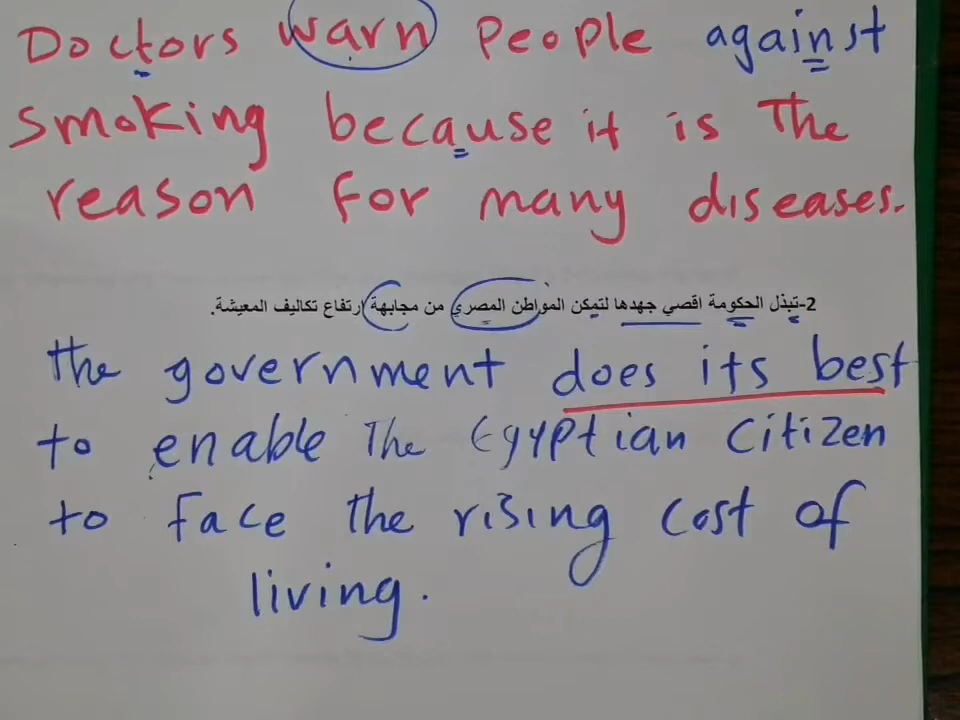 Doctors warn people against
smoking because it is The
reason for many diseases.
2-تبذل الحكومة اقصي جهدها لتمكن المواطن المصري من مجابهة إرتفاع تكاليف المعيشة.
the government does its best
to enable The Egyptian citizen
to face the rising cost of
living.